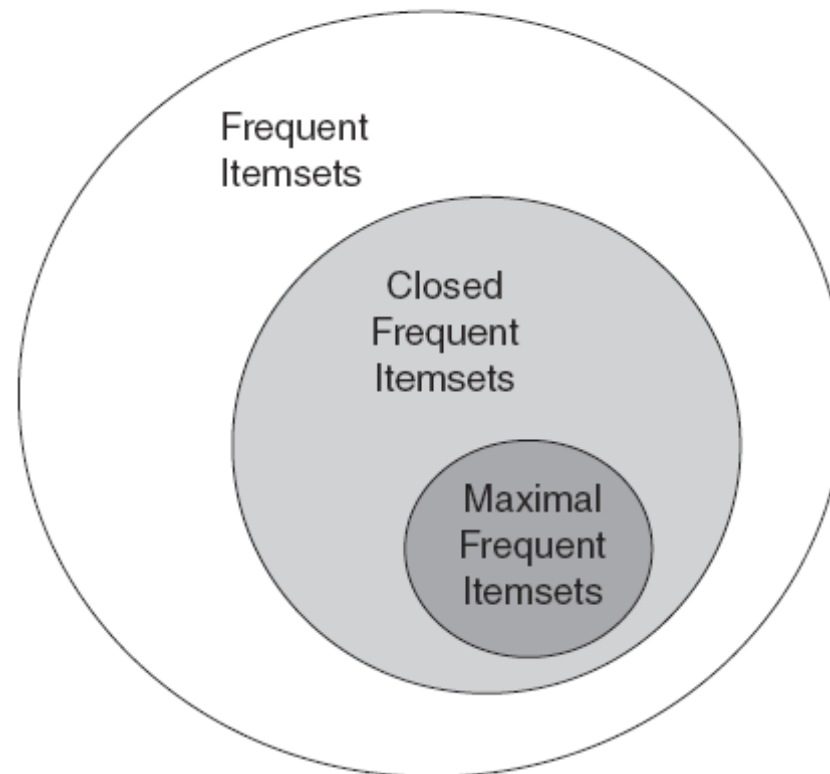 Frequent
Itemsets
Closed
Frequent
Itemsets
Maximal
Frequent
Itemsets